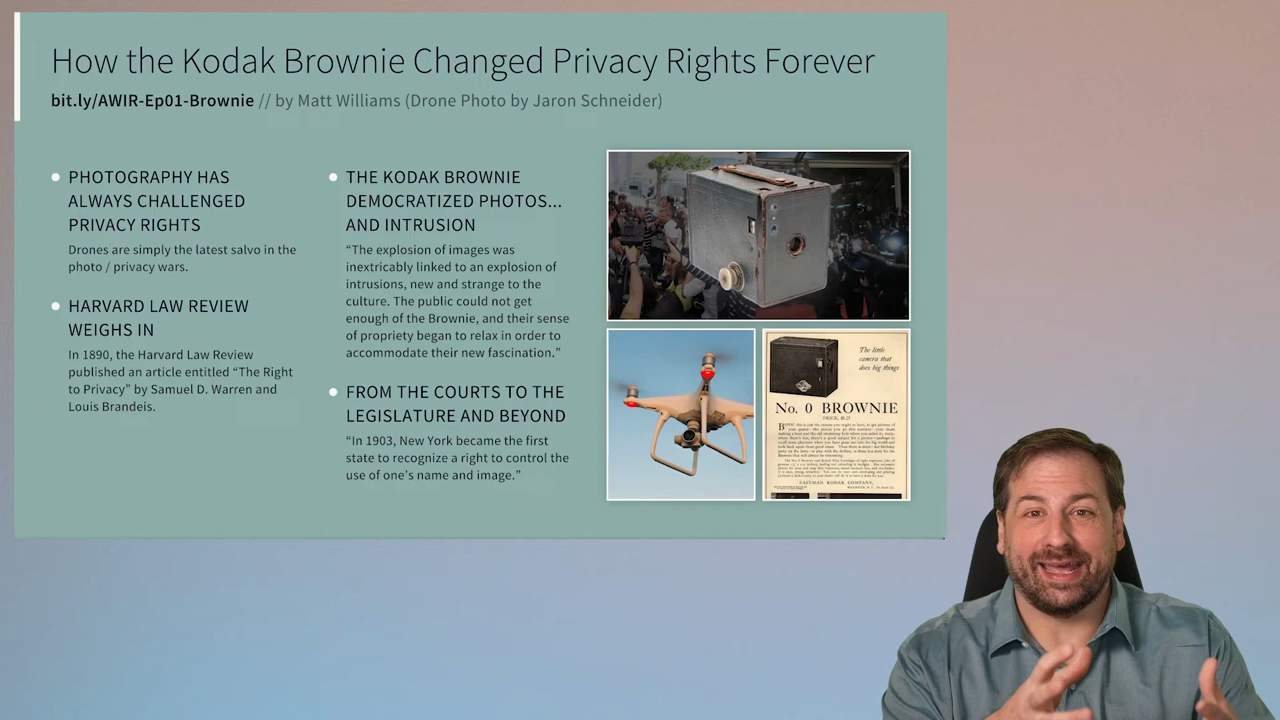 How the Kodak Brownie Changed Privacy Rights Forever
bit.ly/AWIR-Ep01-Brownie // by Matt Williams (Drone Photo by Jaron Schneider)
PHOTOGRAPHY HAS
ALWAYS CHALLENGED
PRIVACY RIGHTS
Drones are simply the latest salvo in the
photo / privacy wars.
HARVARD LAW REVIEW
WEIGHS IN
In 1890, the Harvard Law Review
published an article entitled “The Right
to Privacy” by Samuel D. Warren and
Louis Brandeis.
THE KODAK BROWNIE
DEMOCRATIZED PHOTOS...
AND INTRUSION
“The explosion of images was
inextricably linked to an explosion of
intrusions, new and strange to the
culture. The public could not get
enough of the Brownie, and their sense
of propriety began to relax in order to
accommodate their new fascination.”
FROM THE COURTS TO THE
LEGISLATURE AND BEYOND
“In 1903, New York became the first
state to recognize a right to control the
use of one’s name and image.”
The little
camera that
does big things
No. 0 BROWNIE
EASTMAN KODAK COMPANY,